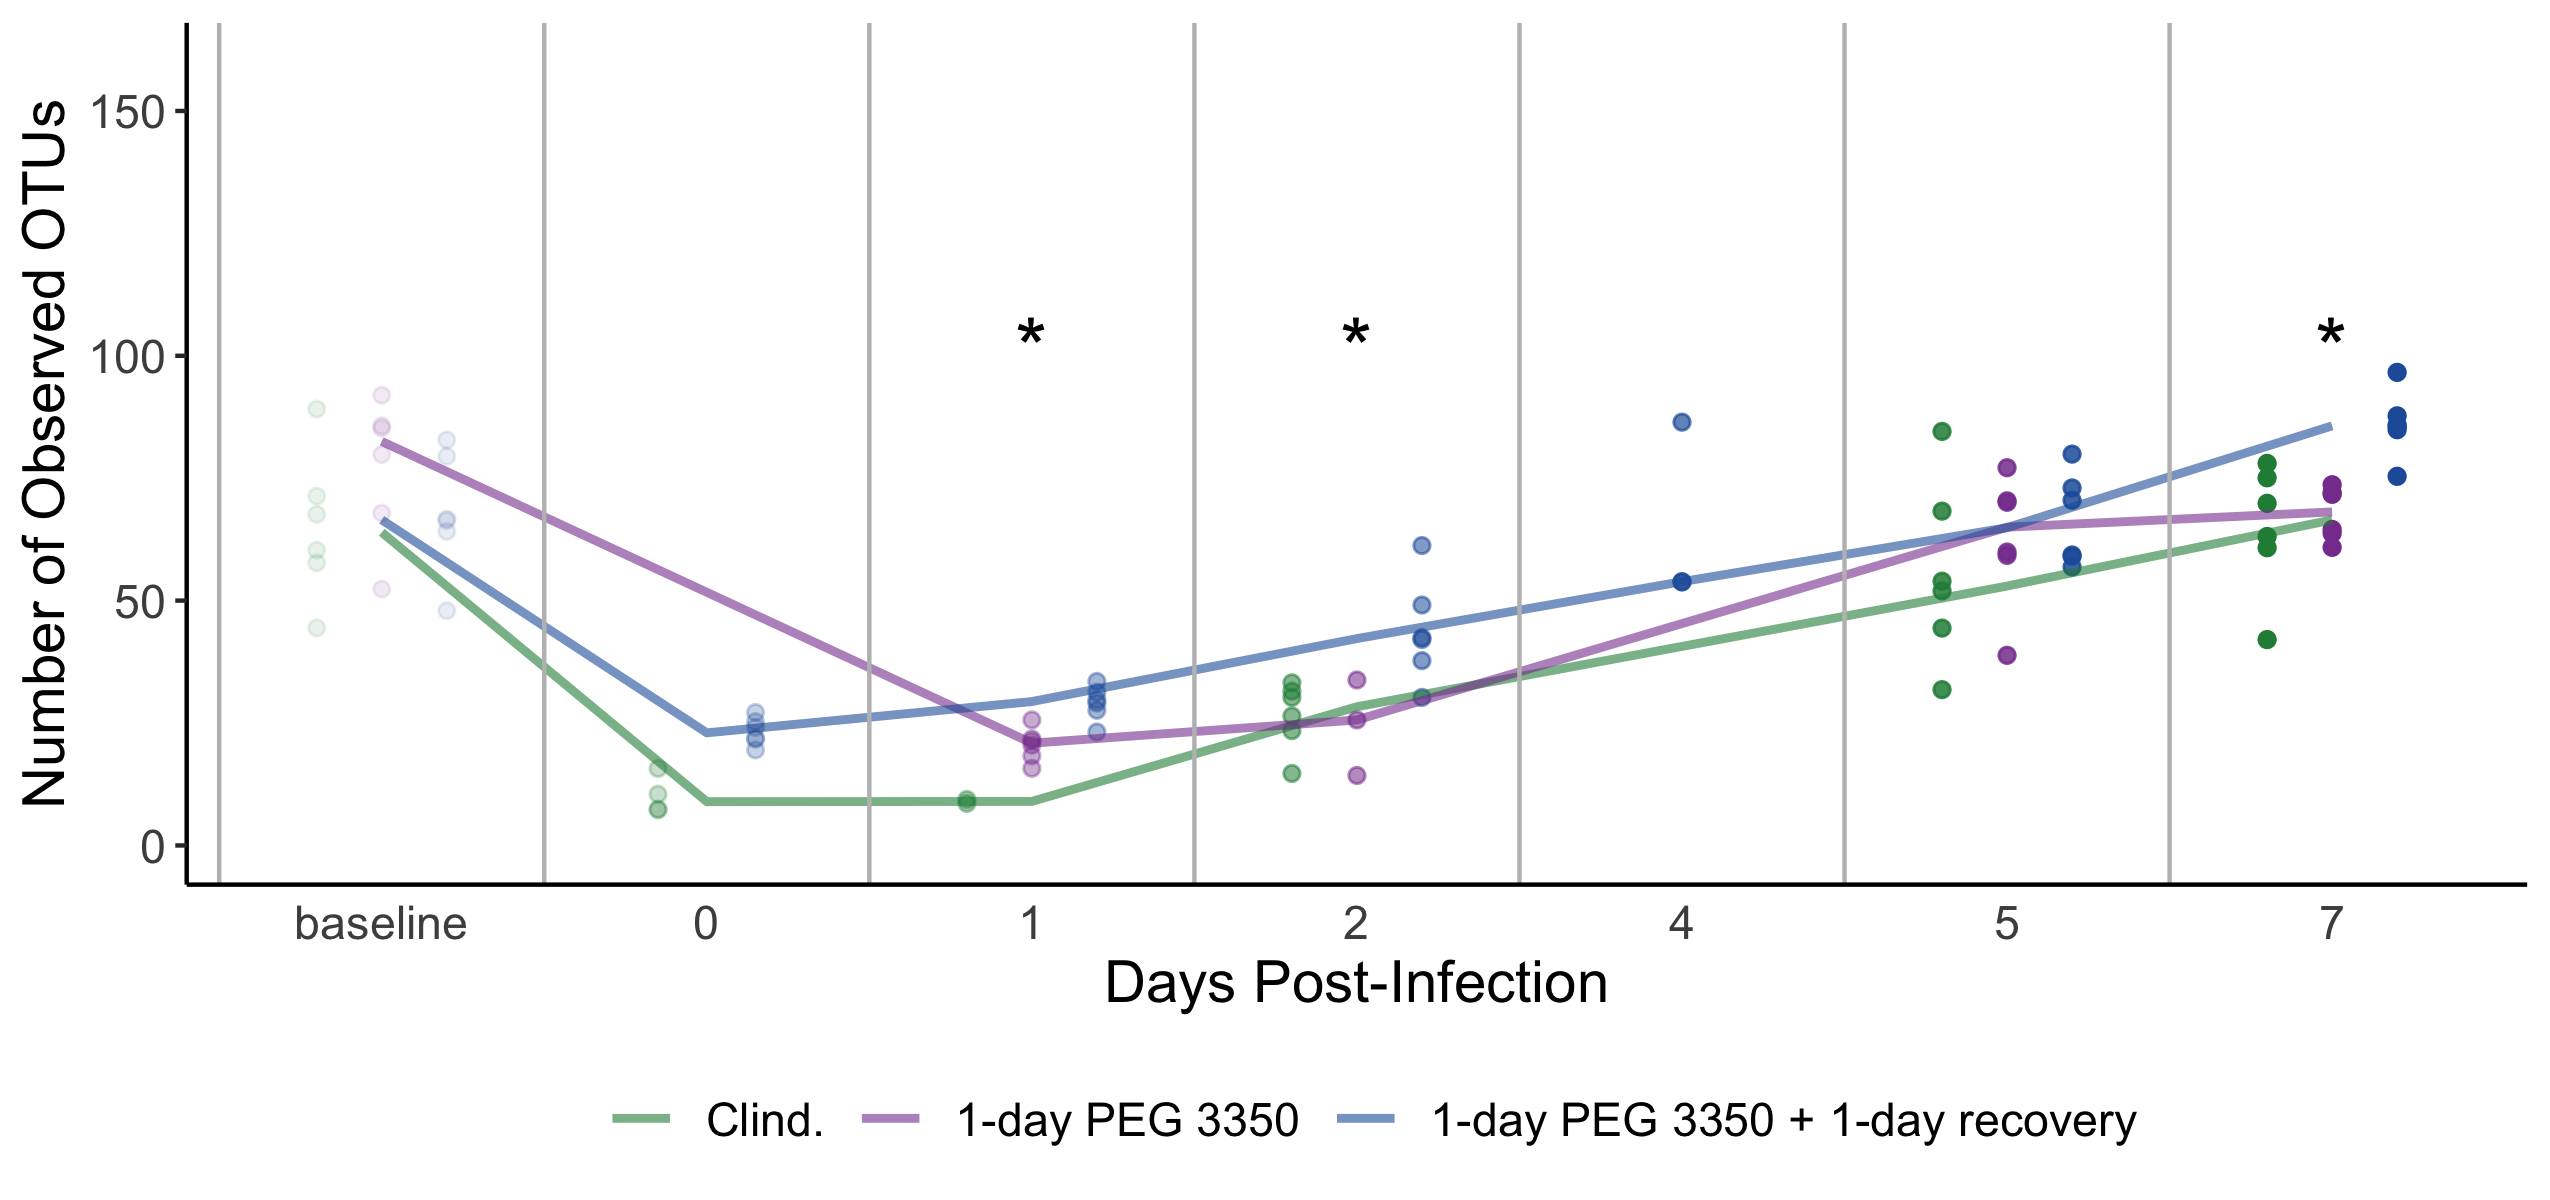 Number of Observed OTUs
150
100
50
0
* * *
baseline 0 1 2 4 5 7
Days Post-Infection
Clind. 1-day PEG 3350 1-day PEG 3350 + 1-day recovery